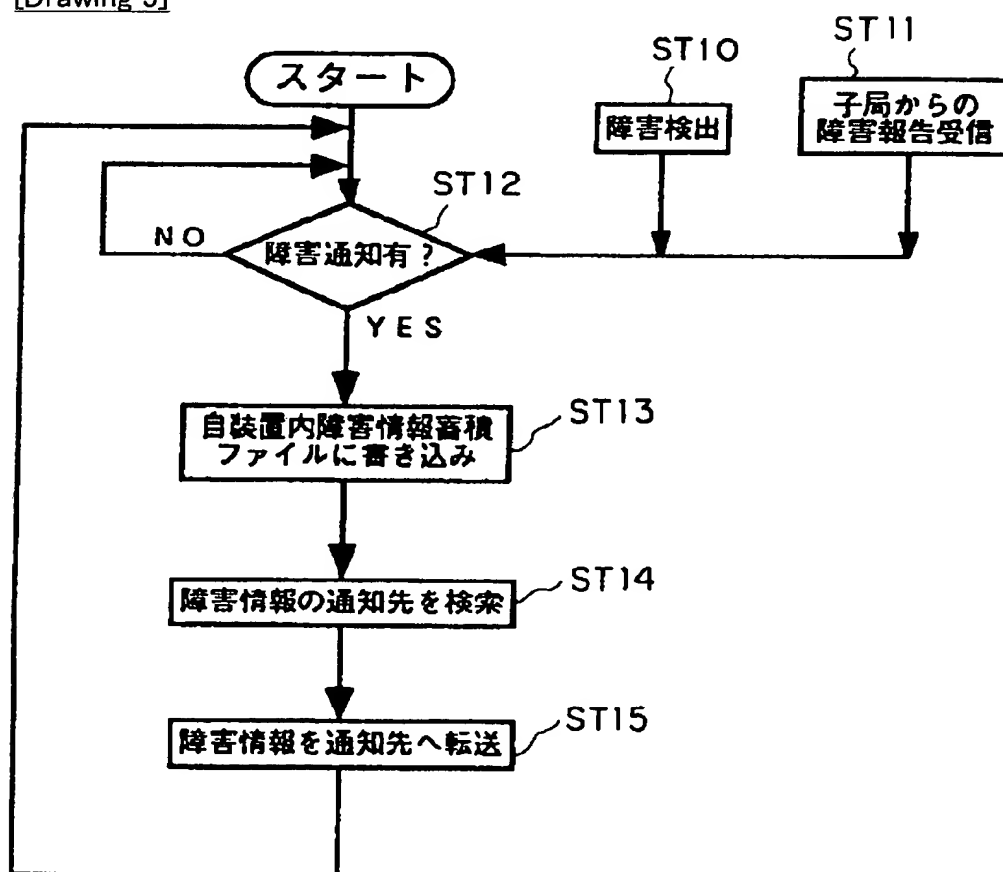 [Drawing 5]
スタート
ST10
障害検出
ST11
子局からの
障害報告受信
ST12
障害通知有？
NO
YES
ST13
自装置内障害情報蓄積
ファイルに書き込み
ST14
障害情報の通知先を検索
ST15
障害情報を通知先へ転送